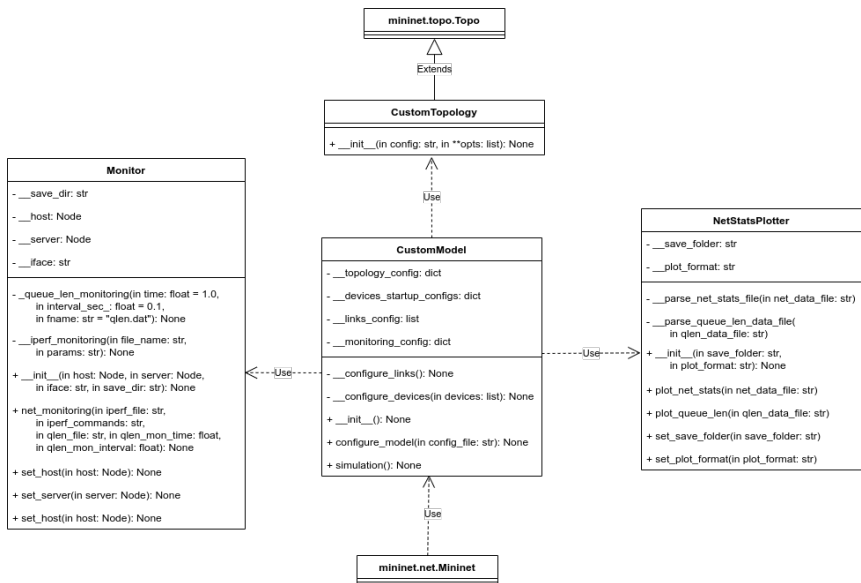 mininet.topo.Topo
Extends
CustomTopology
+ __init__(in config: str, in **opts: list): None
Use
Monitor
- __save_dir: str
- __host: Node
- __server: Node
- __iface: str
- _queue_len_monitoring(in time: float = 1.0,
in interval_sec_: float = 0.1,
in fname: str = "qlen.dat"): None
- __iperf_monitoring(in file_name: str,
in params: str): None
+ __init__(in host: Node, in server: Node,
in iface: str, in save_dir: str): None
+ net_monitoring(in iperf_file: str,
in iperf_commands: str,
in qlen_file: str, in qlen_mon_time: float,
in qlen_mon_interval: float): None
+ set_host(in host: Node): None
+ set_server(in server: Node): None
+ set_host(in host: Node): None
Use
CustomModel
- __topology_config: dict
- __devices_startup_configs: dict
- __links_config: list
- __monitoring_config: dict
- __configure_links(): None
- __configure_devices(in devices: list): None
+ __init__(): None
+ configure_model(in config_file: str): None
+ simulation(): None
Use
NetStatsPlotter
- __save_folder: str
- __plot_format: str
- __parse_net_stats_file(in net_data_file: str)
- __parse_queue_len_data_file(
in qlen_data_file: str)
+ __init__(in save_folder: str,
in plot_format: str): None
+ plot_net_stats(in net_data_file: str)
+ plot_queue_len(in qlen_data_file: str)
+ set_save_folder(in save_folder: str)
+ set_plot_format(in plot_format: str)
Use
mininet.net.Mininet